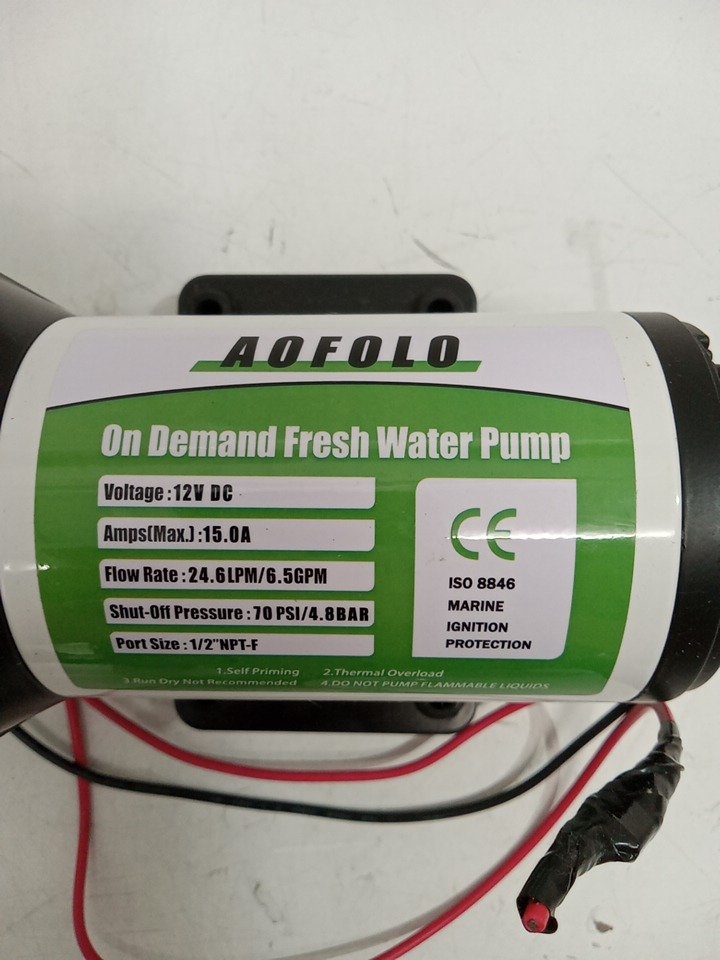 AOFOLO
On Demand Fresh Water Pump
Voltage : 12V DC
Amps(Max.) :15.0A
Flow Rate : 24.6LPM/6.5GPM
Shut-Off Pressure : 70 PSI/4.8BAR
Port Size : 1/2"NPT-F
CE
ISO 8846
MARINE
IGNITION
PROTECTION
1.Self Priming 2.Thermal Overload
3.Run Dry Not Recommended 4.DO NOT PUMP FLAMMABLE LIQUIDS